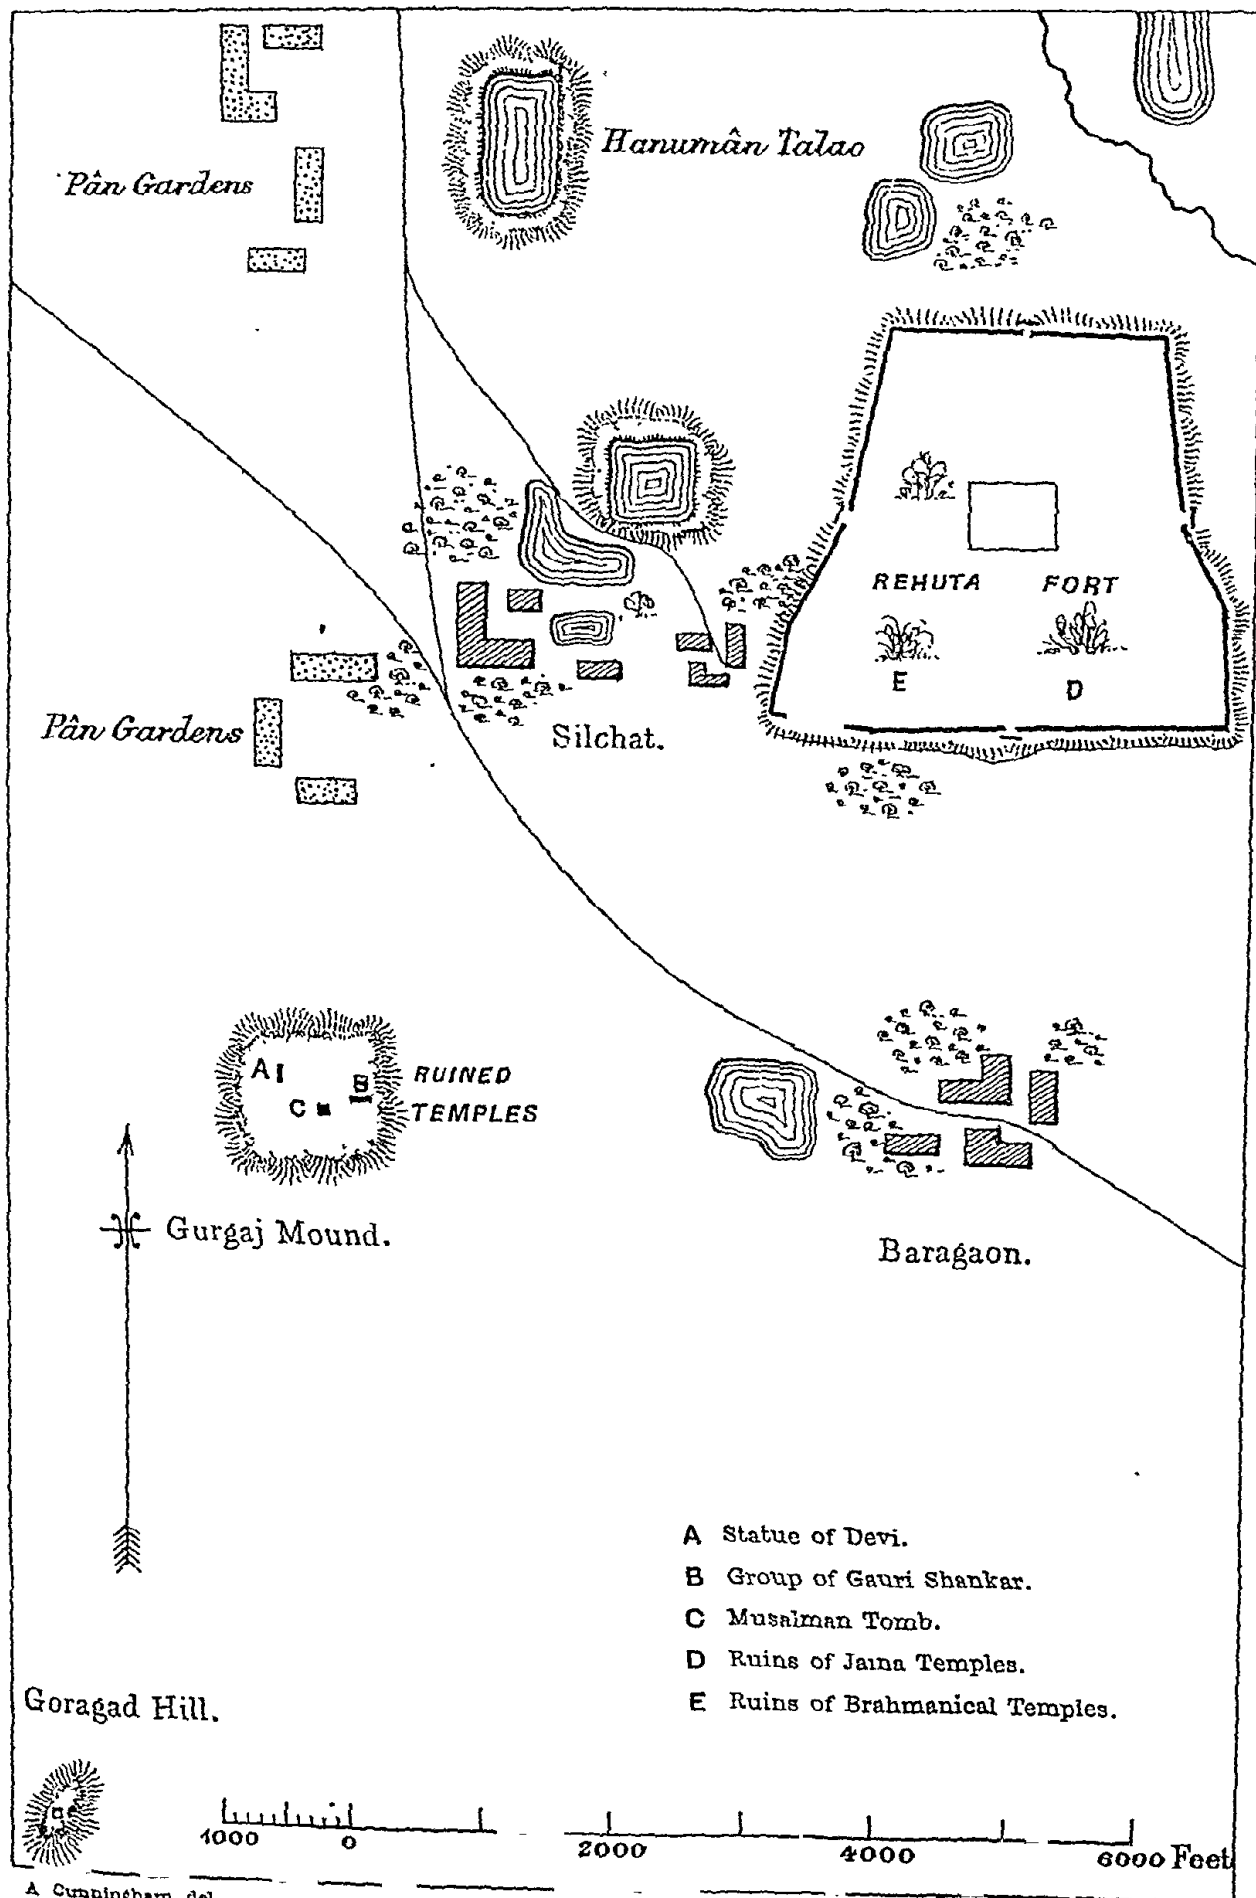 Hanumân Talao
Pân Gardens
REHUTA FORT
E
D
Pân Gardens
Silchat.
A
B
C
RUINED
TEMPLES
Gurgaj Mound.
Baragaon.
A Statue of Devi.
B Group of Gauri Shankar.
C Musalman Tomb.
D Ruins of Jaina Temples.
E Ruins of Brahmanical Temples.
Goragad Hill.
1000 0 2000 4000 6000 Feet
A Cunningham del